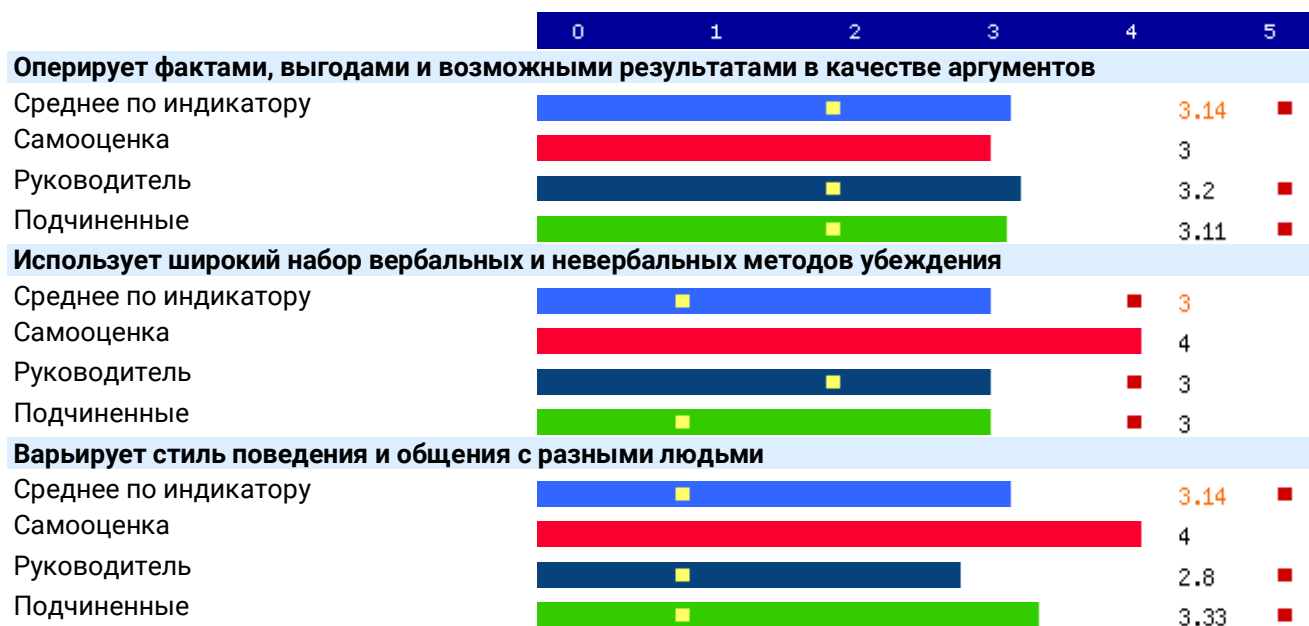 0 1 2 3 4 5
Оперирует фактами, выгодами и возможными результатами в качестве аргументов
Среднее по индикатору 3.14
Самооценка 3
Руководитель 3.2
Подчиненные 3.11
Использует широкий набор вербальных и невербальных методов убеждения
Среднее по индикатору 3
Самооценка 4
Руководитель 3
Подчиненные 3
Варьирует стиль поведения и общения с разными людьми
Среднее по индикатору 3.14
Самооценка 4
Руководитель 2.8
Подчиненные 3.33